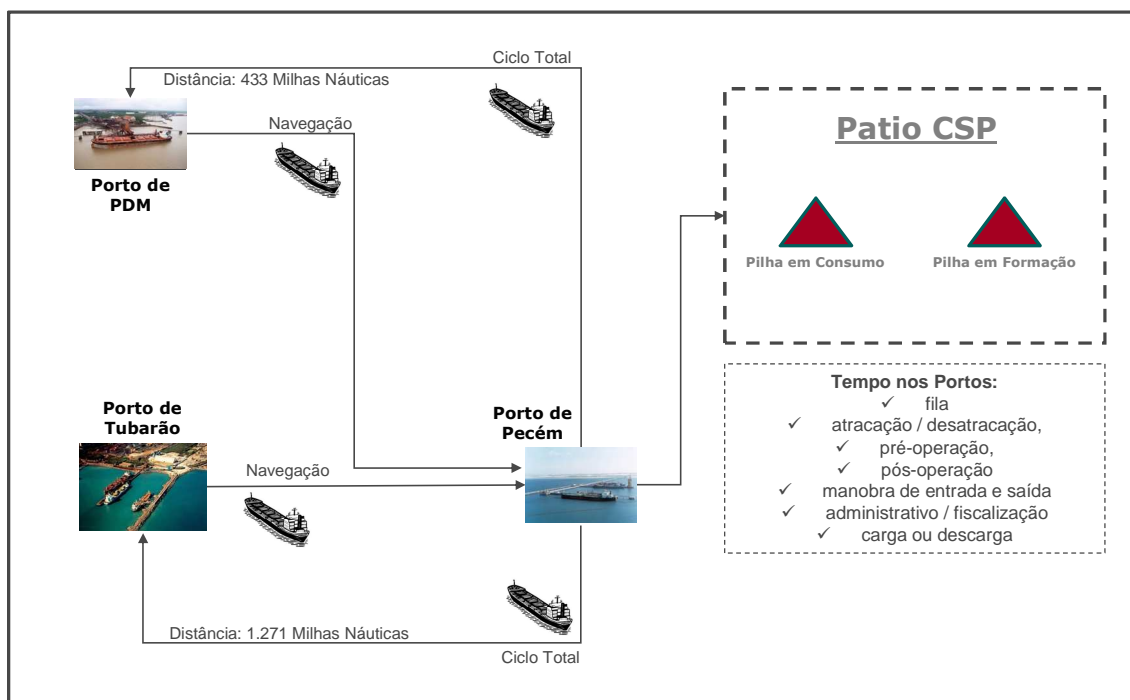 Ciclo Total
Distância: 433 Milhas Náuticas
Navegação
Porto de
PDM
Patio CSP
Pilha em Consumo
Pilha em Formação
Porto de
Tubarão
Navegação
Porto de
Pecém
Distância: 1.271 Milhas Náuticas
Ciclo Total
Tempo nos Portos:
✓ fila
✓ atracação / desatracação,
✓ pré-operação,
✓ pós-operação
✓ manobra de entrada e saída
✓ administrativo / fiscalização
✓ carga ou descarga